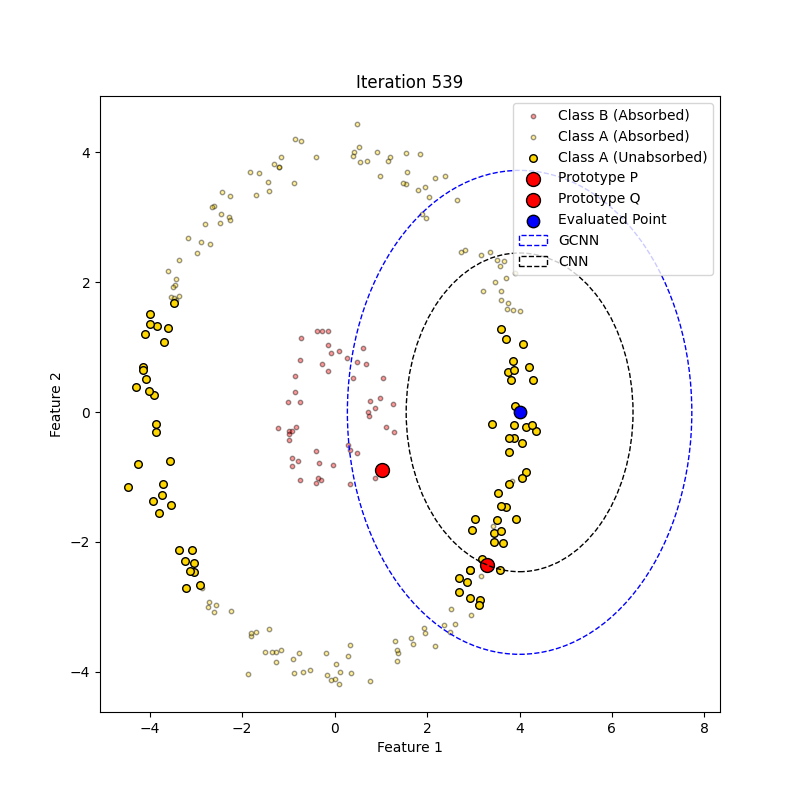 Iteration 539
Class B (Absorbed)
Class A (Absorbed)
Class A (Unabsorbed)
Prototype P
Prototype Q
Evaluated Point
GCNN
CNN
Feature 2
4
2
0
−2
−4
−4
−2
0
2
4
6
8
Feature 1